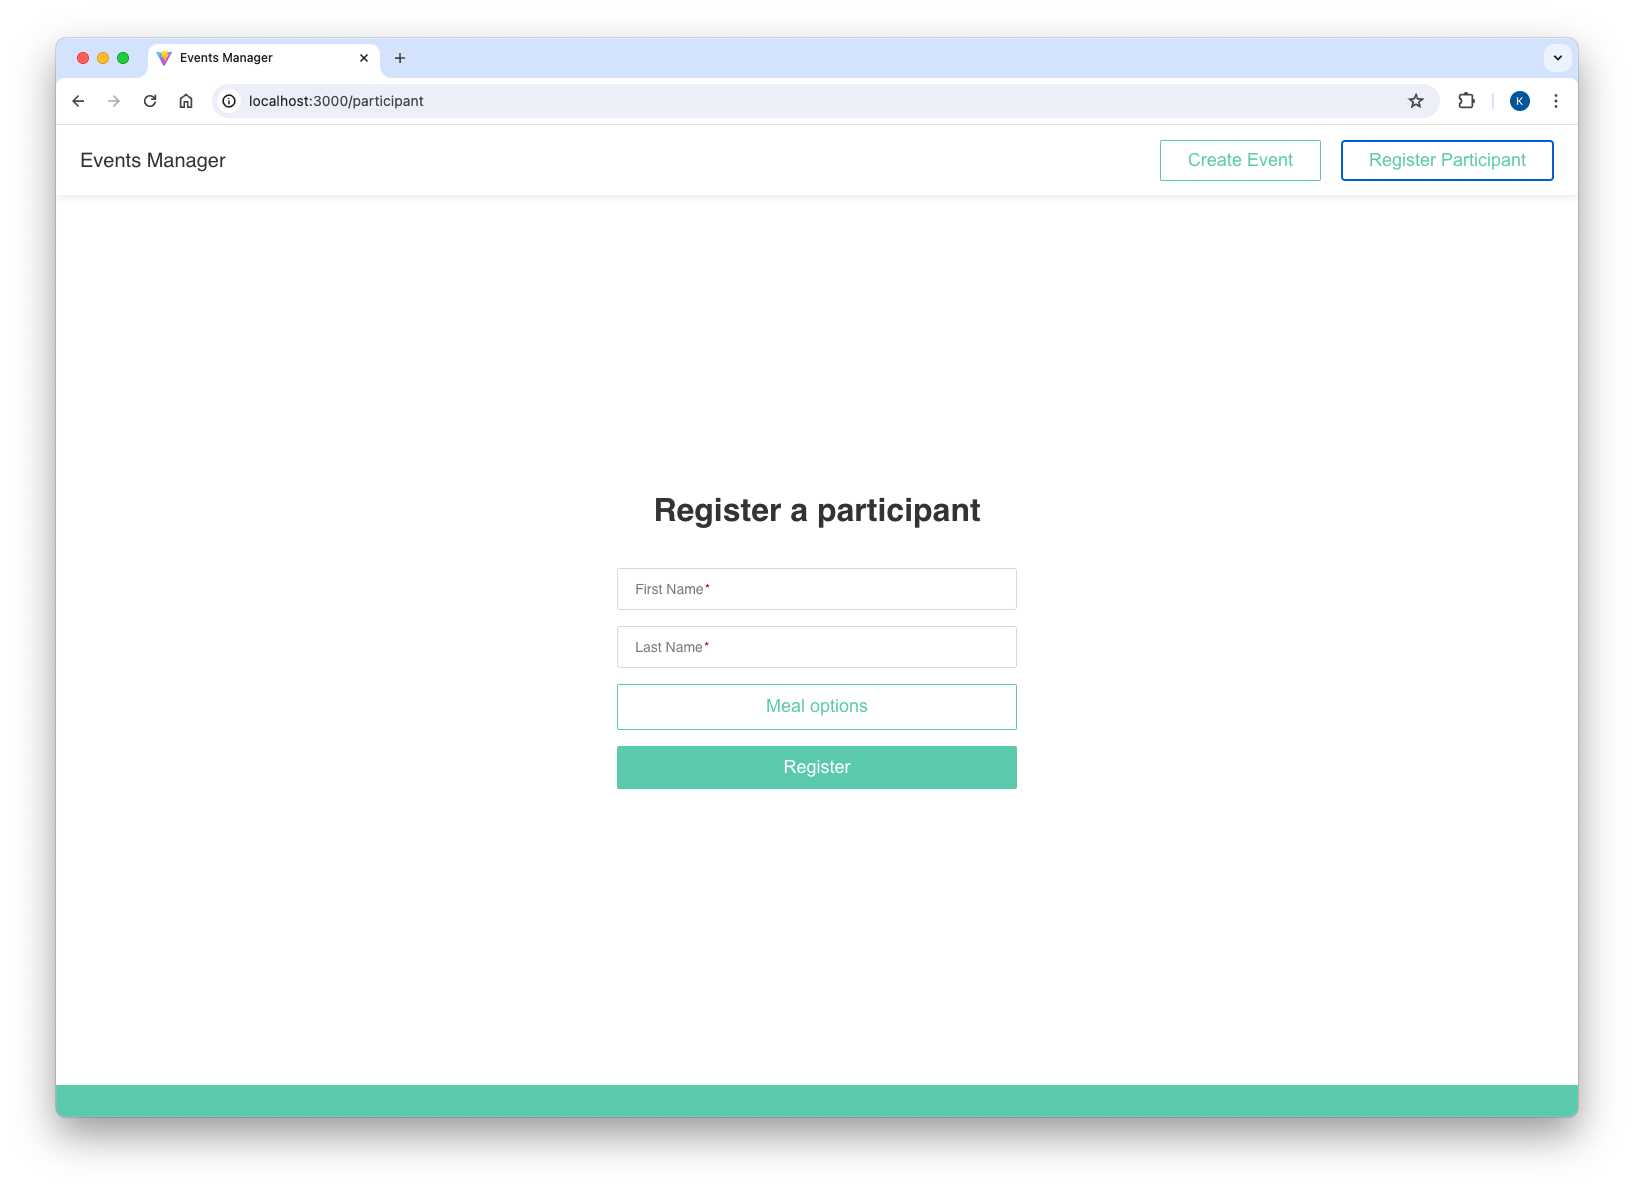 Events Manager
localhost:3000/participant
K
Events Manager
Create Event
Register Participant
Register a participant
First Name*
Last Name*
Meal options
Register